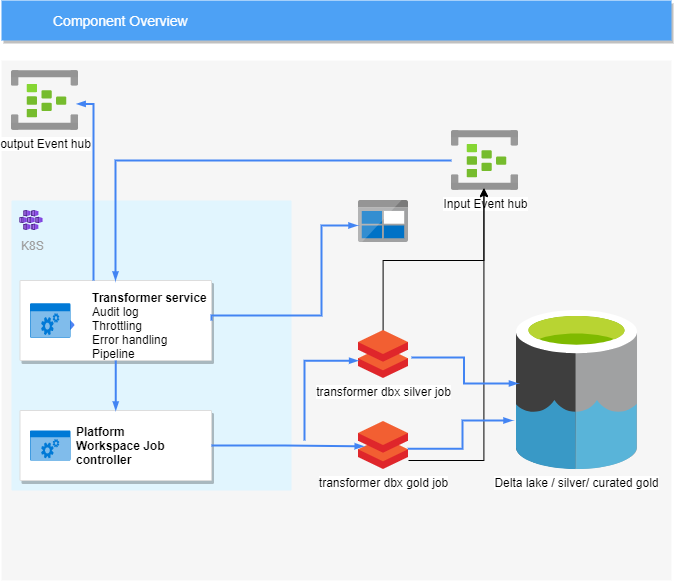 Component Overview
output Event hub
Input Event hub
K8S
Transformer service
Audit log
Throttling
Error handling
Pipeline
transformer dbx silver job
Platform
Workspace Job
controller
transformer dbx gold job
Delta lake / silver/ curated gold